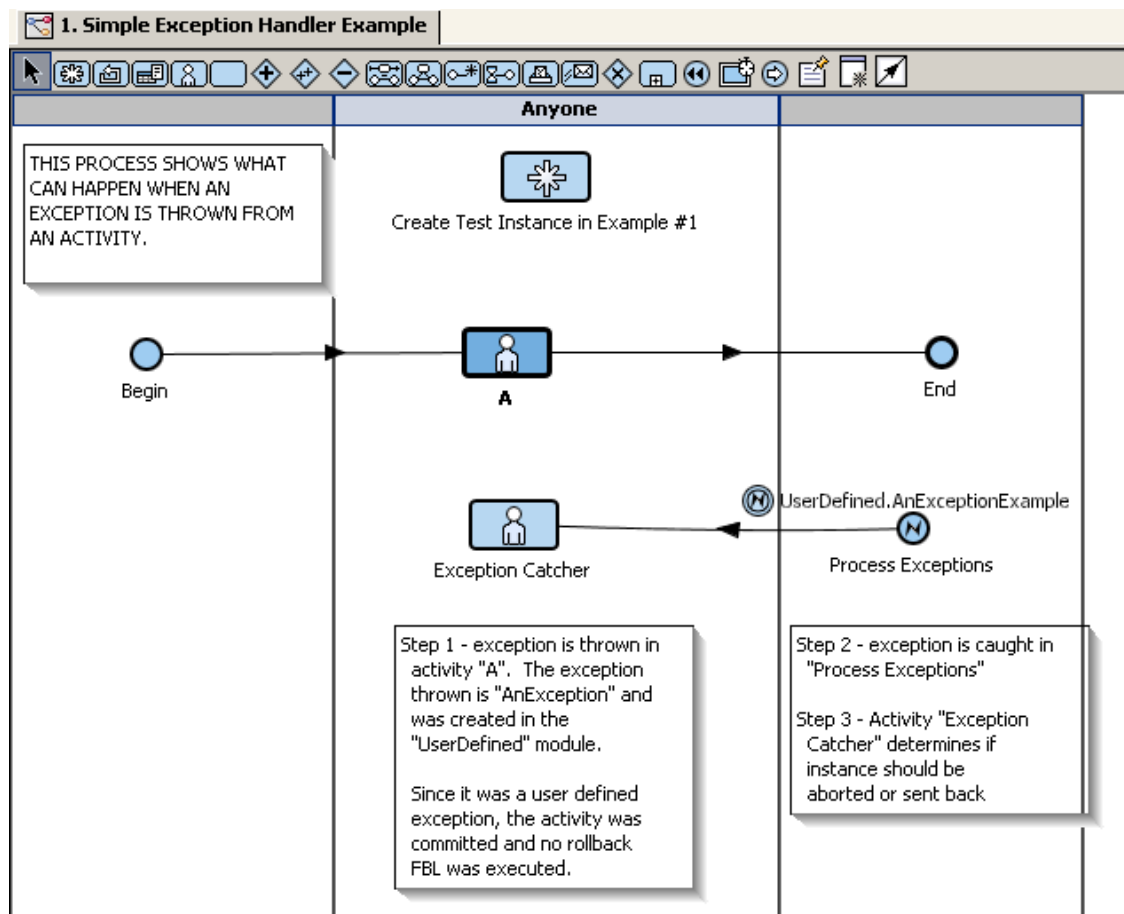 1. Simple Exception Handler Example
Anyone
THIS PROCESS SHOWS WHAT
CAN HAPPEN WHEN AN
EXCEPTION IS THROWN FROM
AN ACTIVITY.
Create Test Instance in Example #1
Begin
A
End
UserDefined.AnExceptionExample
Exception Catcher
Process Exceptions
Step 1 - exception is thrown in
activity "A".  The exception
thrown is "AnException" and
was created in the
"UserDefined" module.
Since it was a user defined
exception, the activity was
committed and no rollback
FBL was executed.
Step 2 - exception is caught in
"Process Exceptions"
Step 3 - Activity "Exception
Catcher" determines if
instance should be
aborted or sent back